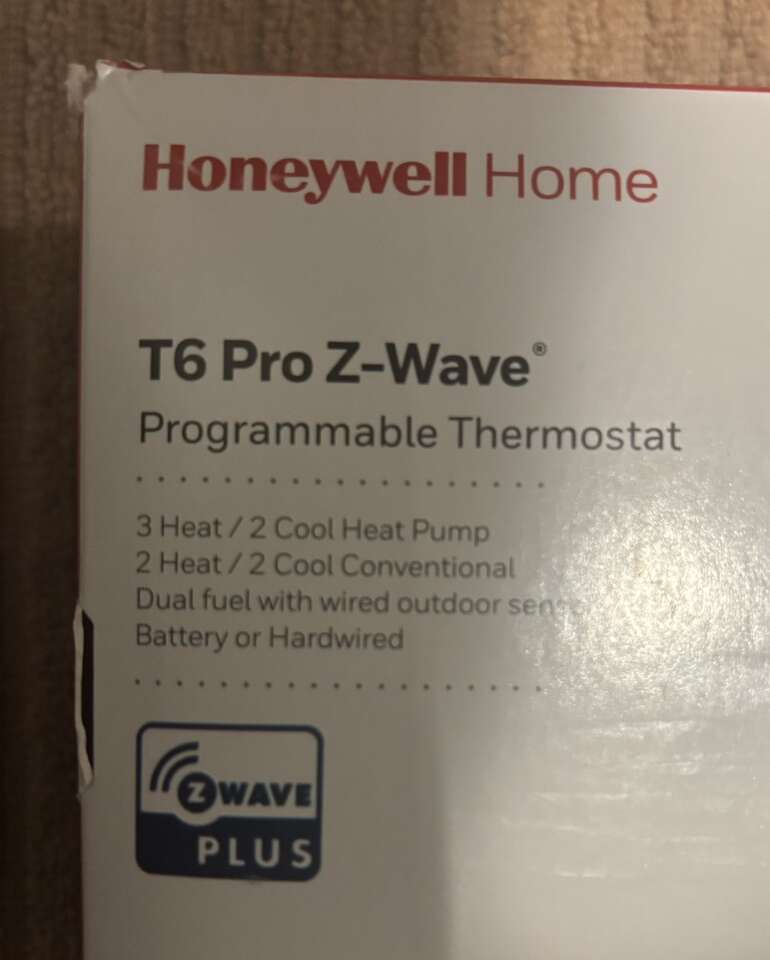 Honeywell Home
T6 Pro Z-Wave®
Programmable Thermostat
3 Heat / 2 Cool Heat Pump
2 Heat / 2 Cool Conventional
Dual fuel with wired outdoor
Battery or Hardwired
Z WAVE
PLUS